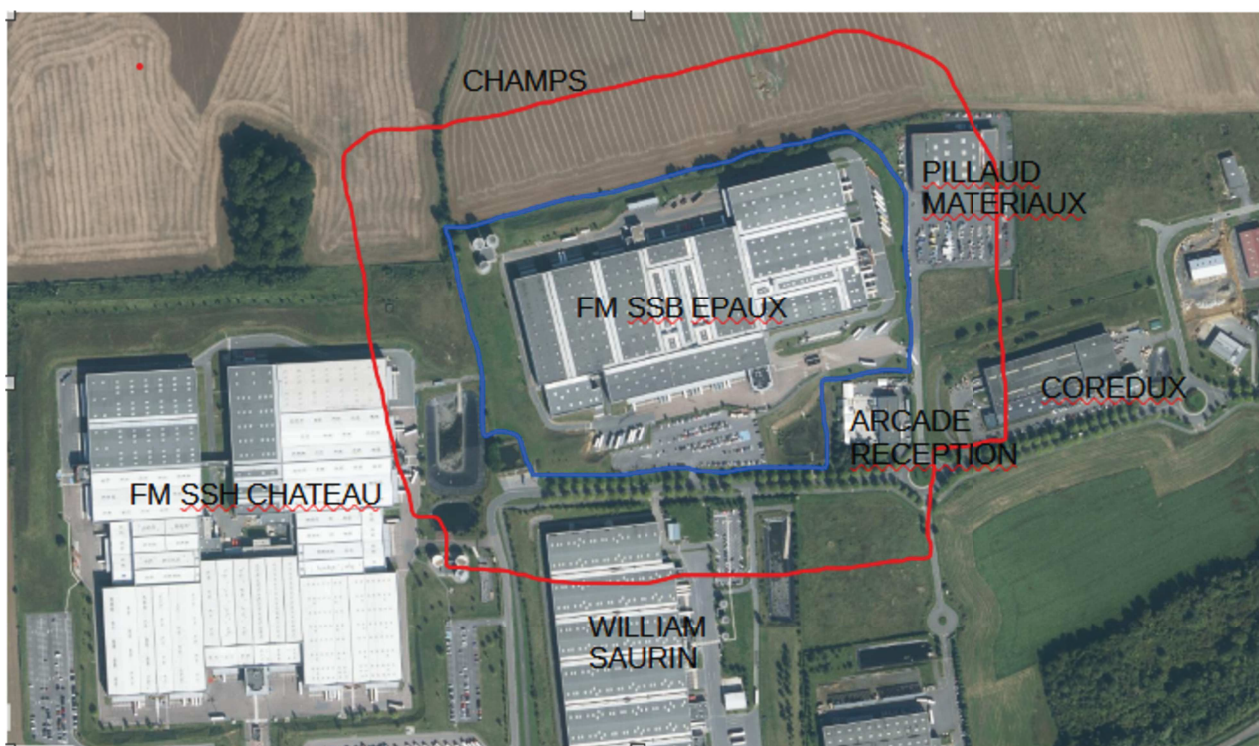 CHAMPS
PILLAUD
MATERIAUX
FM SSB EPAUX
COREDUX
ARCADE
RECEPTION
FM SSH CHATEAU
WILLIAM
SAURIN